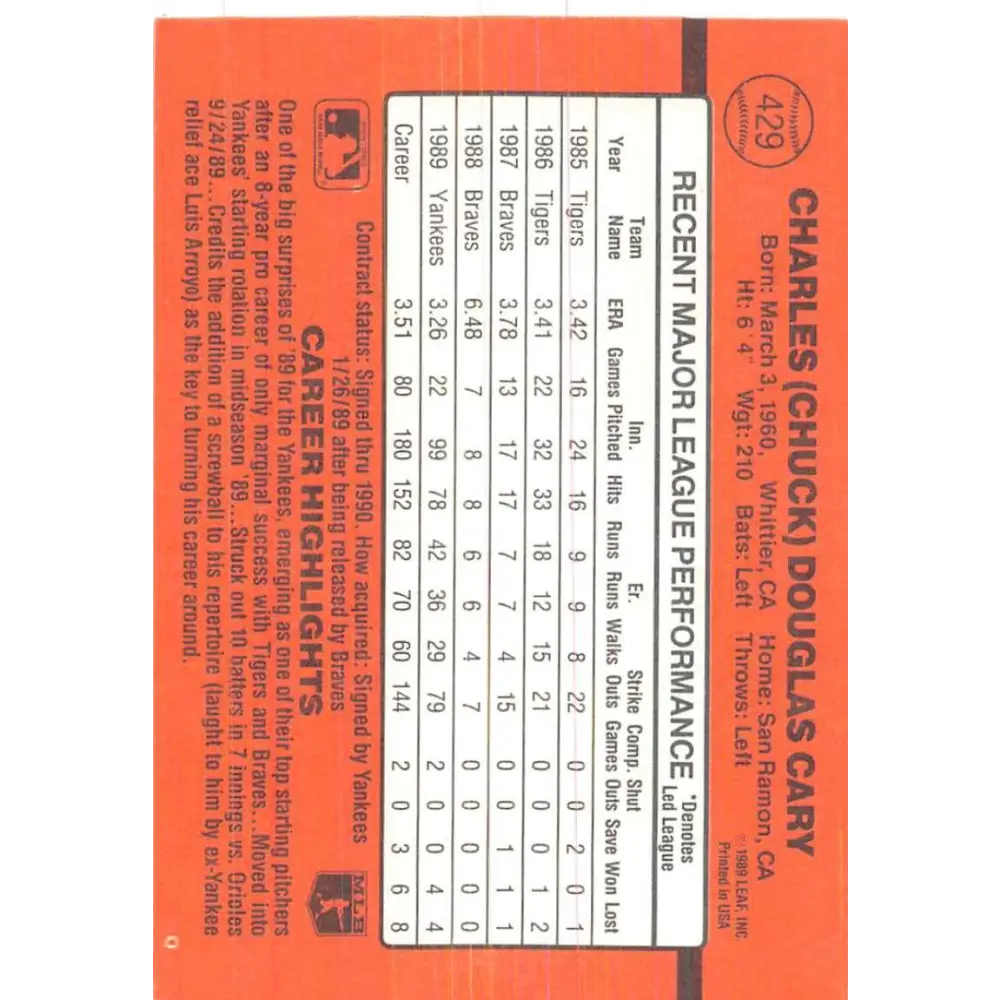 429
CHARLES (CHUCK) DOUGLAS CARY
Born: March 3, 1960, Whittier, CA Home: San Ramon, CA
Ht: 6'4" Wgt: 210 Bats: Left Throws: Left
© 1989 LEAF, INC.
Printed in USA
RECENT MAJOR LEAGUE PERFORMANCE *Denotes Led League
Team Inn. Er. Strike Comp. Shut
Year Name ERA Games Pitched Hits Runs Runs Walks Outs Games Outs Save Won Lost
1985 Tigers 3.42 16 24 16 9 9 8 22 0 0 2 0 1
1986 Tigers 3.41 22 32 33 18 12 15 21 0 0 0 1 2
1987 Braves 3.78 13 17 17 7 7 4 15 0 0 1 1 1
1988 Braves 6.48 7 8 8 6 6 4 7 0 0 0 0 0
1989 Yankees 3.26 22 99 78 42 36 29 79 2 0 0 4 4
Career 3.51 80 180 152 82 70 60 144 2 0 3 6 8
Contract status: Signed thru 1990. How acquired: Signed by Yankees
1/26/89 after being released by Braves
MLB
CAREER HIGHLIGHTS
One of the big surprises of '89 for the Yankees, emerging as one of their top starting pitchers
after an 8-year pro career of only marginal success with Tigers and Braves...Moved into
Yankees' starting rotation in midseason '89...Struck out 10 batters in 7 innings vs. Orioles
9/24/89...Credits the addition of a screwball to his repertoire (taught to him by ex-Yankee
relief ace Luis Arroyo) as the key to turning his career around.